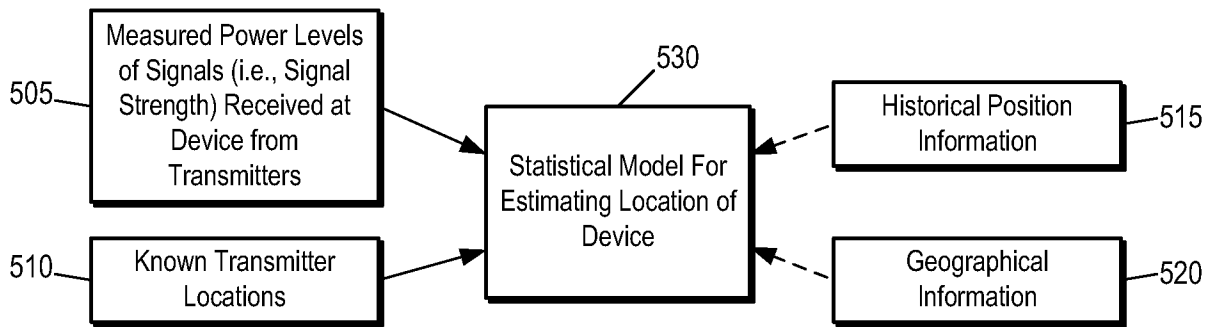 505
Measured Power Levels
of Signals (i.e., Signal
Strength) Received at
Device from
Transmitters
510
Known Transmitter
Locations
530
Statistical Model For
Estimating Location of
Device
Historical Position
Information
515
Geographical
Information
520